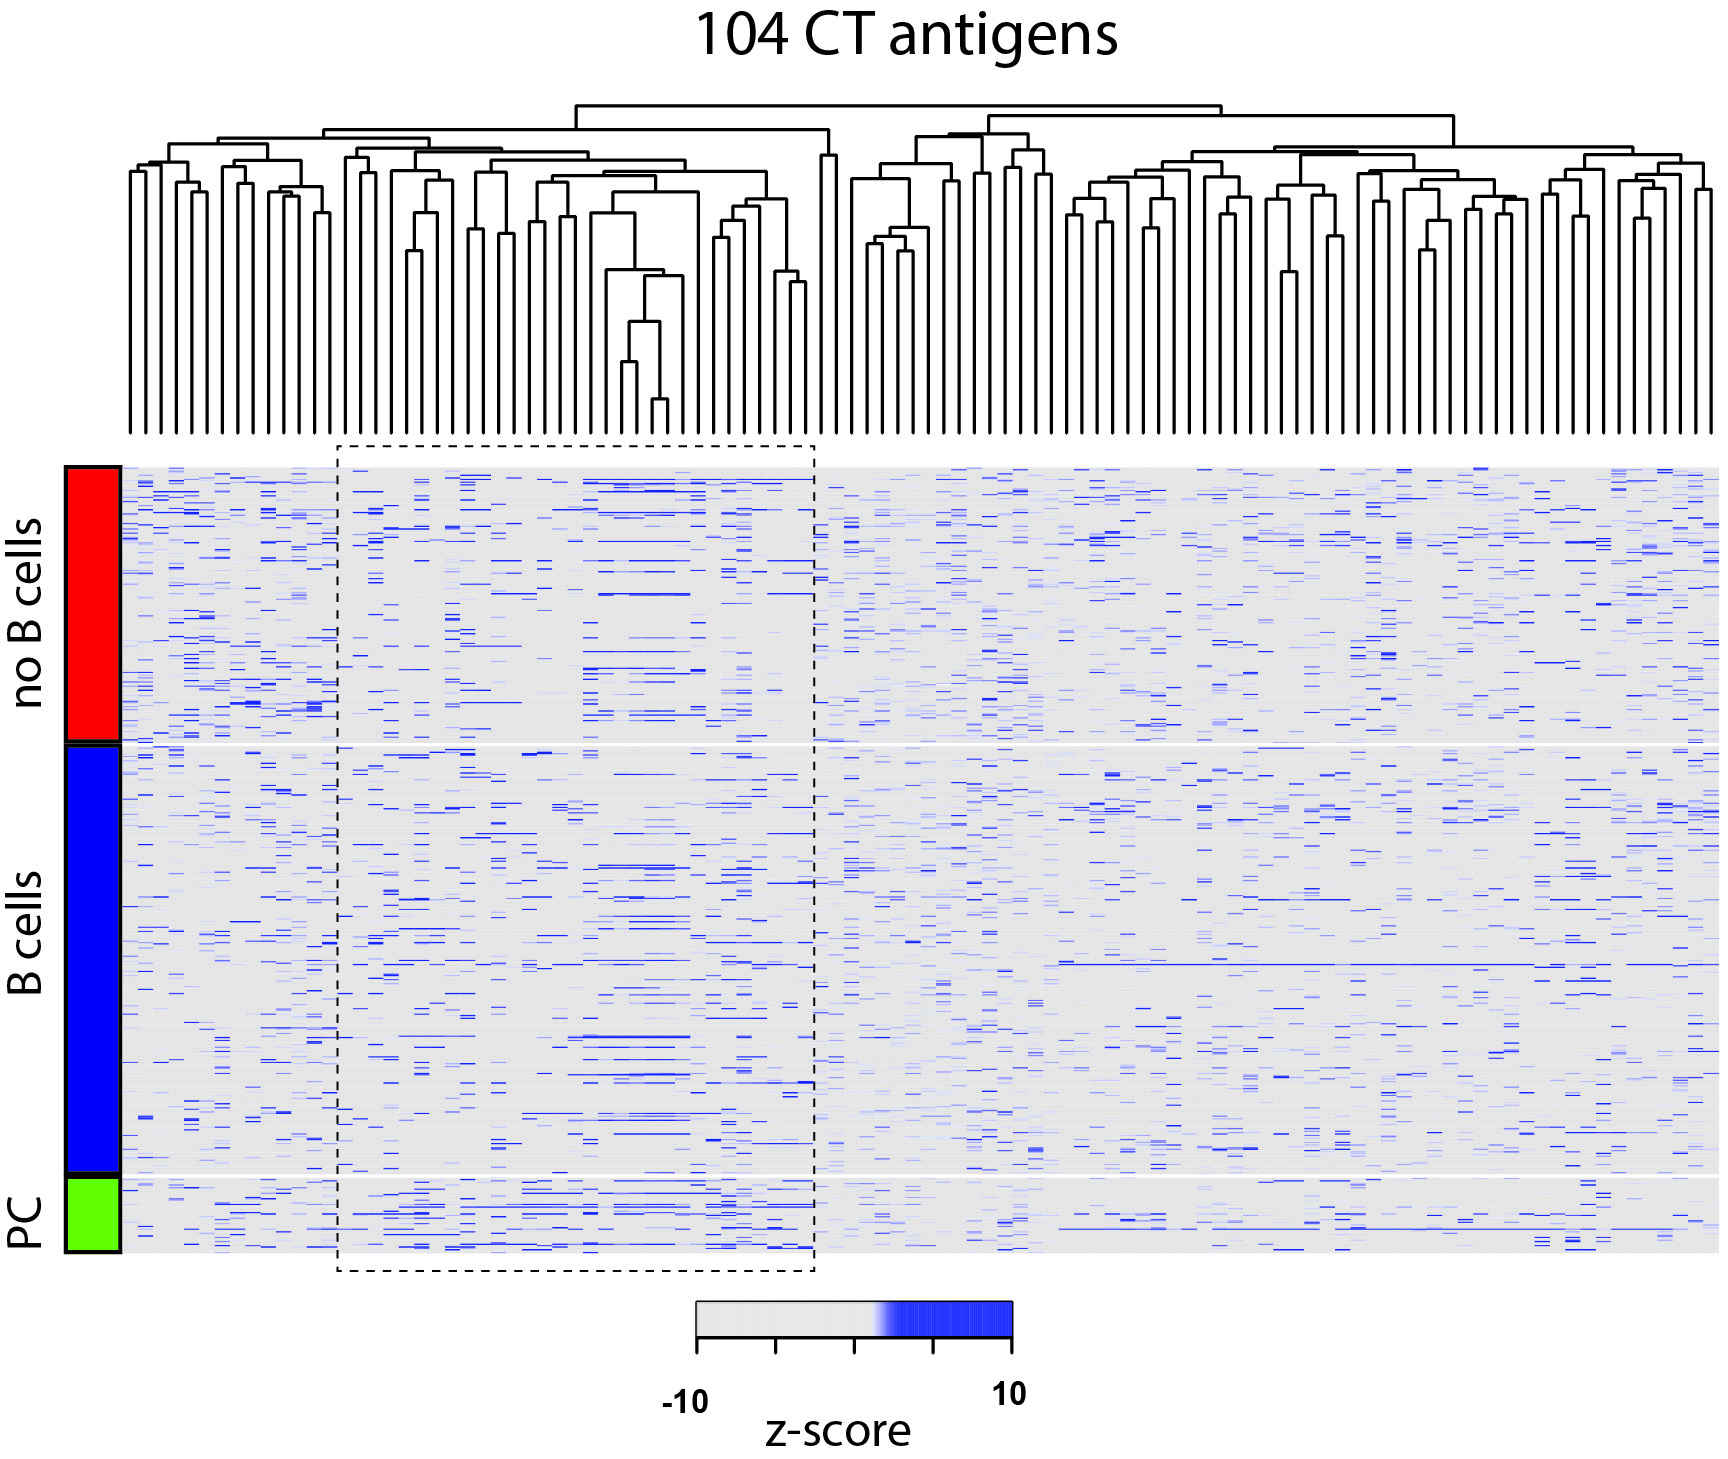 104 CT antigens
no B cells
B cells
PC
-10
10
z-score